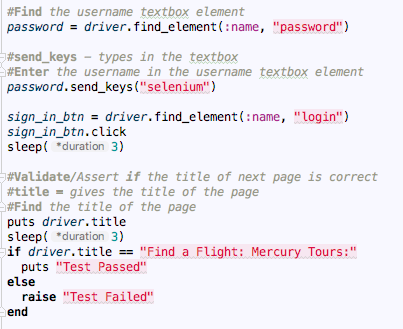 #Find the username textbox element
password = driver.find_element(:name, "password")
#send_keys - types in the textbox
#Enter the username in the username textbox element
password.send_keys("selenium")
sign_in_btn = driver.find_element(:name, "login")
sign_in_btn.click
sleep( *duration 3)
#Validate/Assert if the title of next page is correct
#title = gives the title of the page
#Find the title of the page
puts driver.title
sleep( *duration 3)
if driver.title == "Find a Flight: Mercury Tours:"
puts "Test Passed"
else
raise "Test Failed"
end